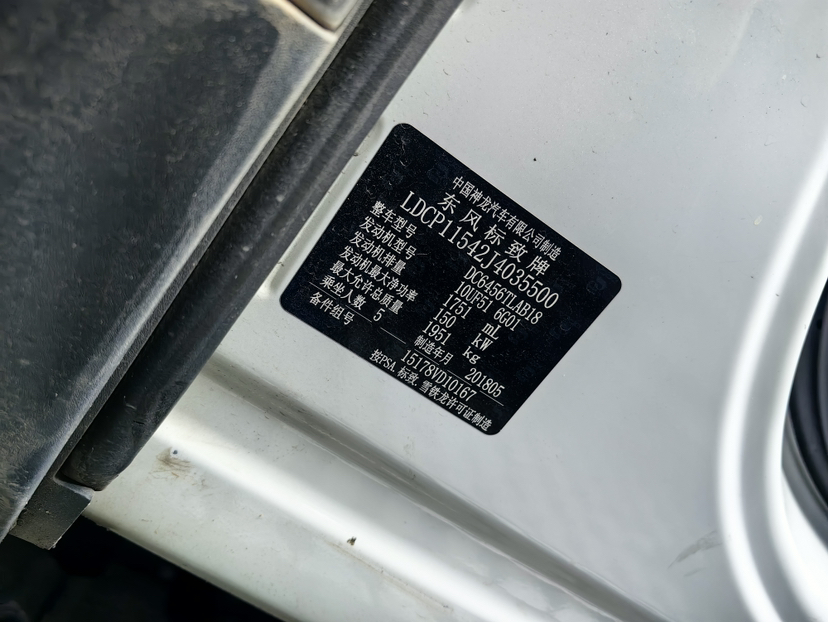 中国神龙汽车有限公司制造
东风标致牌
LDCP11542J4035500
整车型号 DC6456TLAB18
发动机型号 10UF51 6G01
发动机排量 1751 ml
发动机最大净功率 150 kW
最大允许总质量 1951 kg
乘坐人数 5 制造年月 201805
备件组号 15178VD10167
按PSA.标致.雪铁龙许可证制造